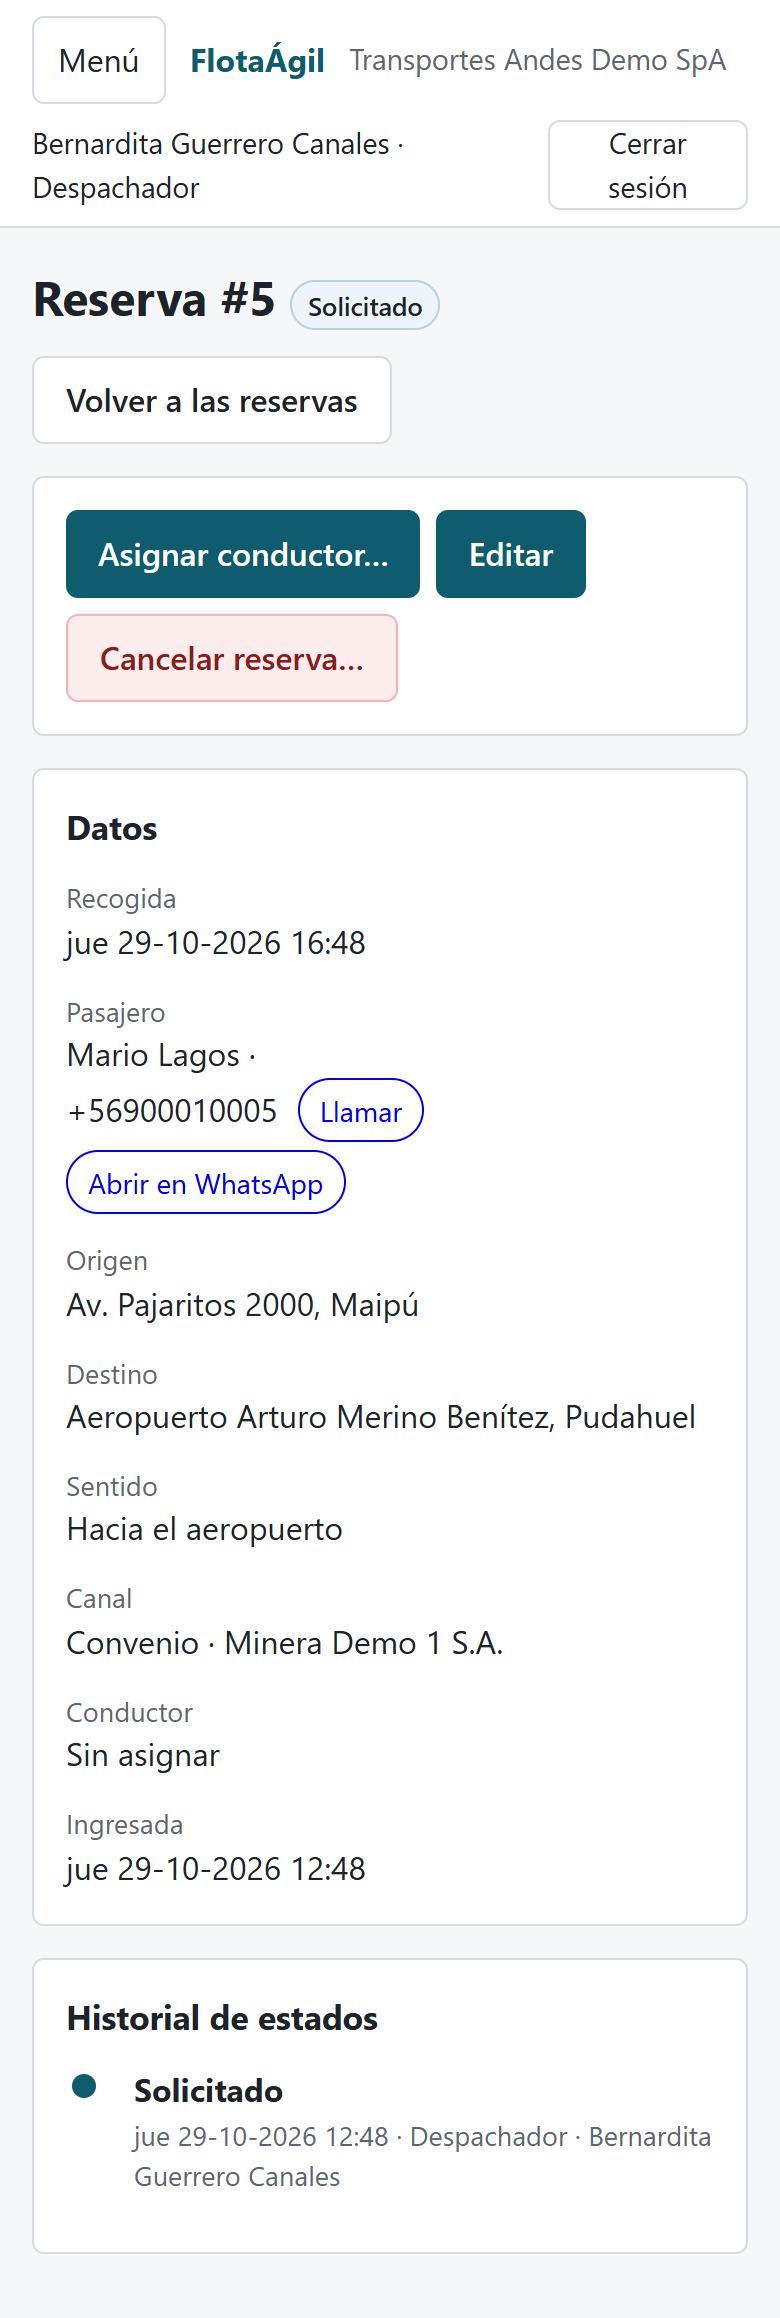 Menú FlotaÁgil Transportes Andes Demo SpA
Bernardita Guerrero Canales ·
Despachador
Cerrar
sesión
Reserva #5 Solicitado
Volver a las reservas
Asignar conductor... Editar
Cancelar reserva...
Datos
Recogida
jue 29-10-2026 16:48
Pasajero
Mario Lagos ·
+56900010005 Llamar
Abrir en WhatsApp
Origen
Av. Pajaritos 2000, Maipú
Destino
Aeropuerto Arturo Merino Benítez, Pudahuel
Sentido
Hacia el aeropuerto
Canal
Convenio · Minera Demo 1 S.A.
Conductor
Sin asignar
Ingresada
jue 29-10-2026 12:48
Historial de estados
Solicitado
jue 29-10-2026 12:48 · Despachador · Bernardita
Guerrero Canales